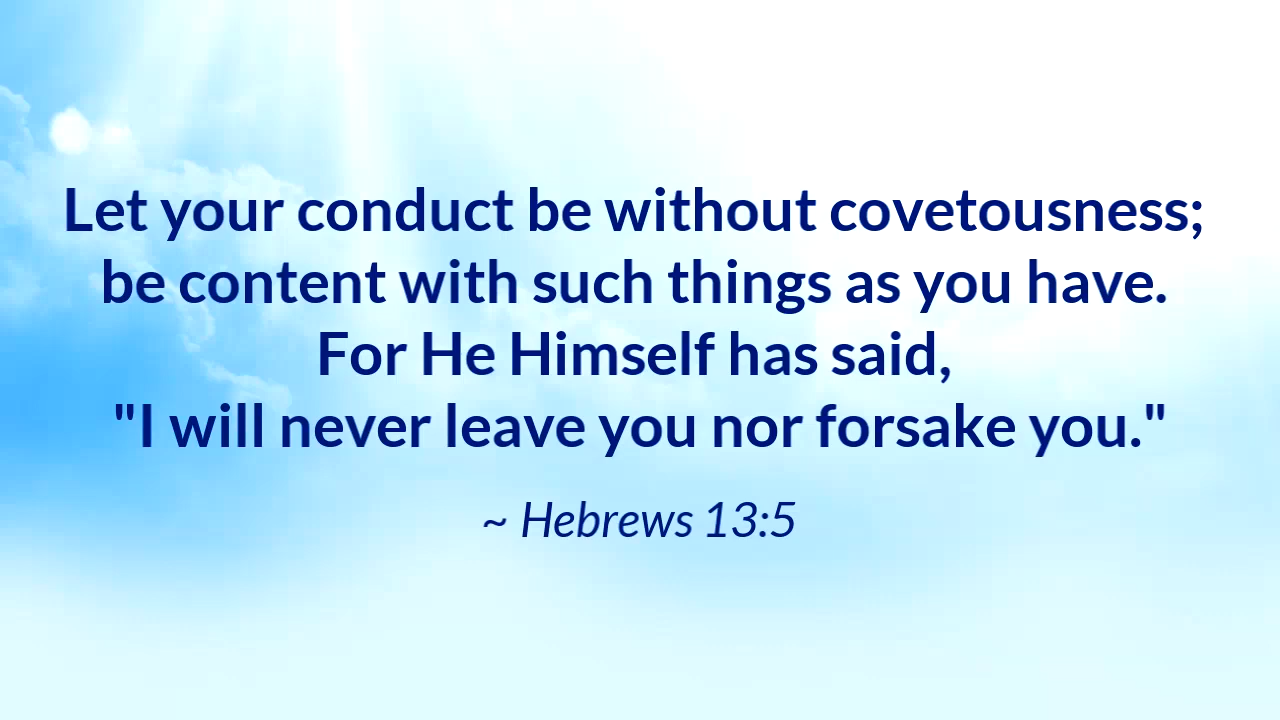 Let your conduct be without covetousness;
be content with such things as you have.
For He Himself has said,
"I will never leave you nor forsake you."
~ Hebrews 13:5